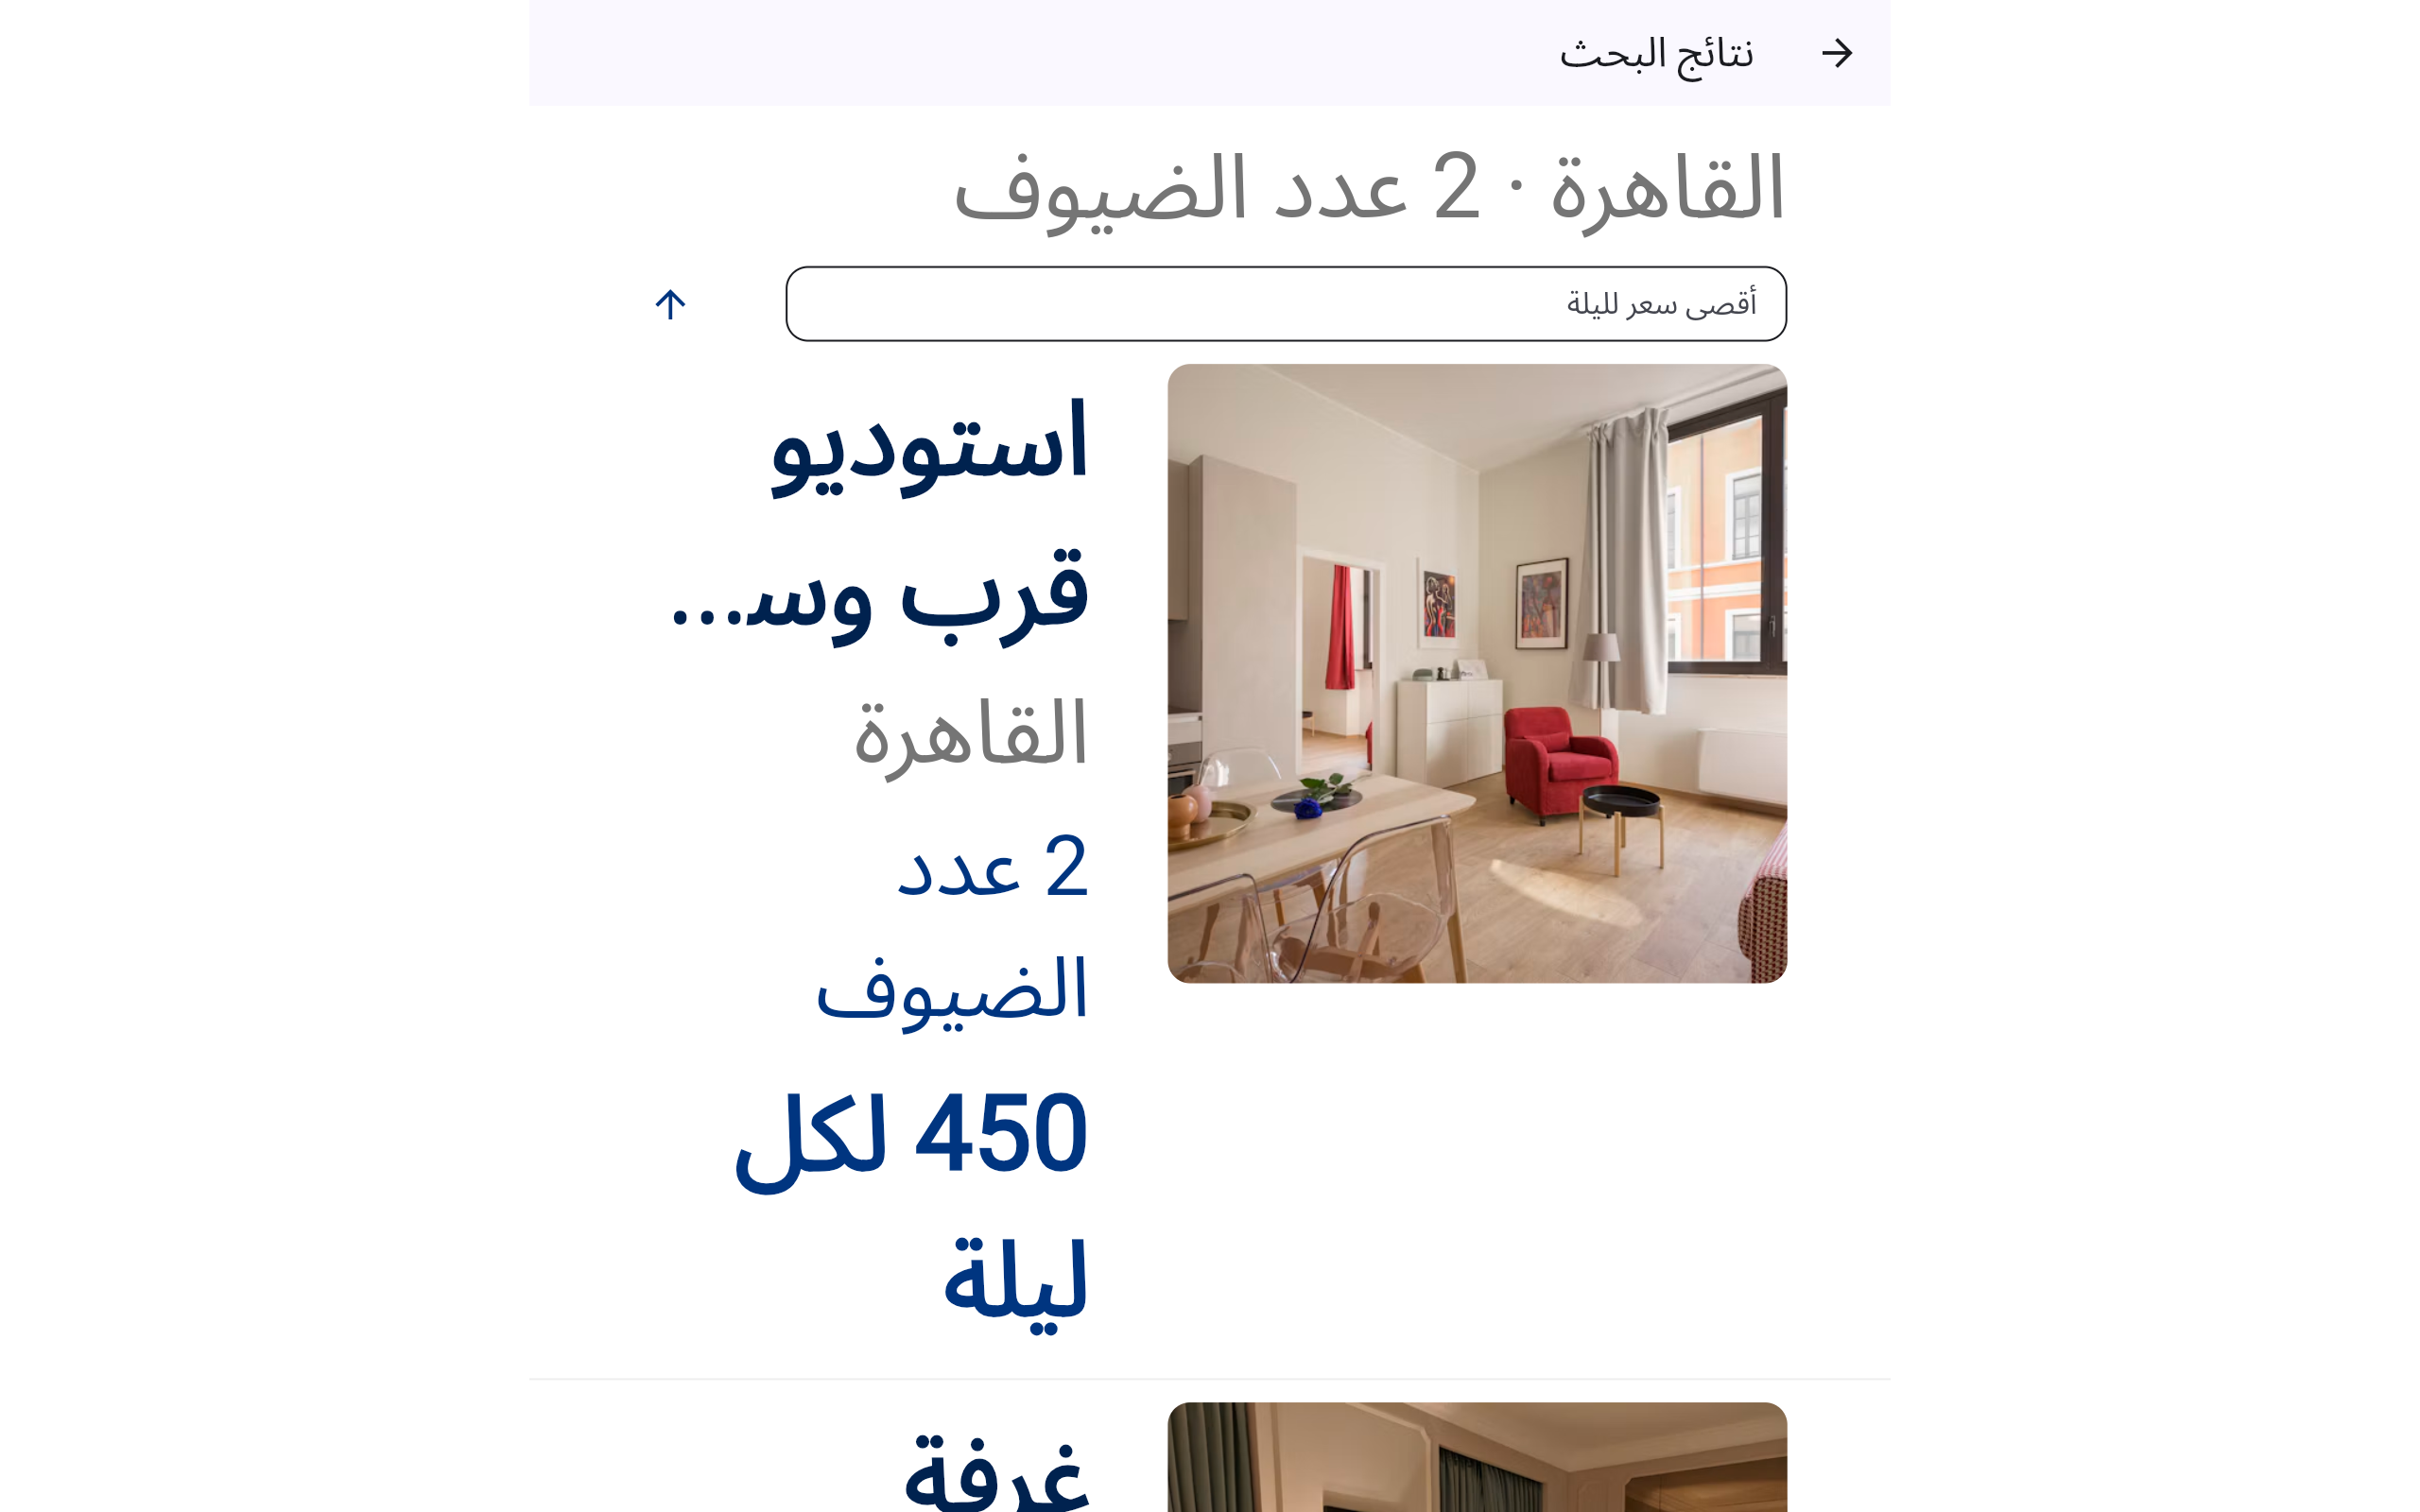 نتائج البحث
القاهرة · 2 عدد الضيوف
أقصى سعر لليلة
استوديو
قرب وسـ...
القاهرة
2 عدد
الضيوف
450 لكل
ليلة
غرفة